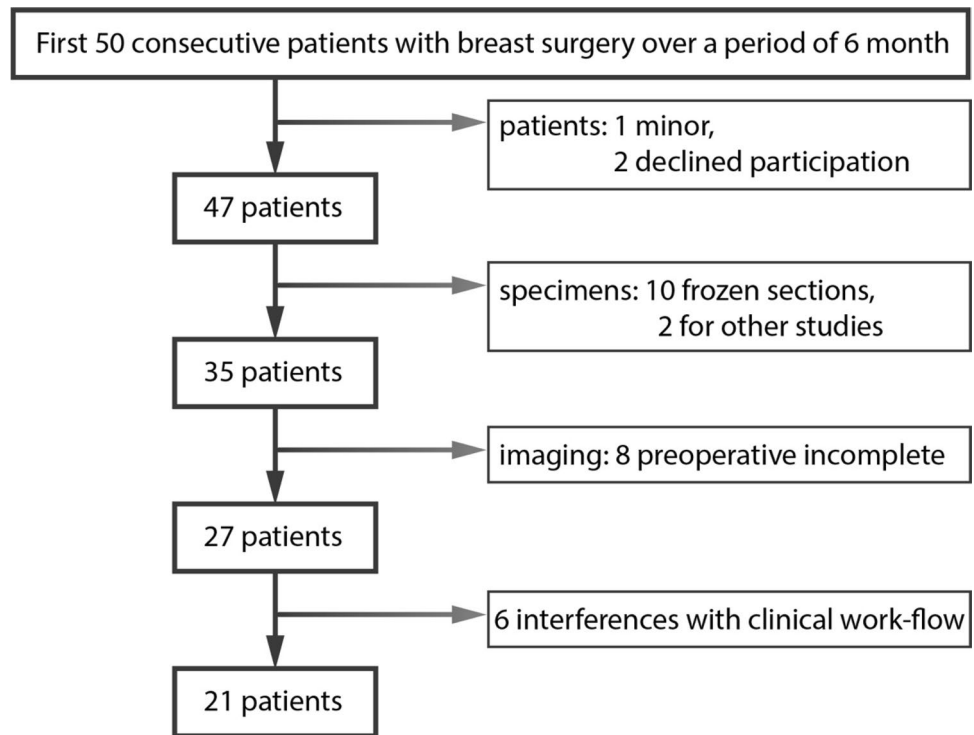 First 50 consecutive patients with breast surgery over a period of 6 month
patients: 1 minor,
2 declined participation
47 patients
specimens: 10 frozen sections,
2 for other studies
35 patients
imaging: 8 preoperative incomplete
27 patients
6 interferences with clinical work-flow
21 patients